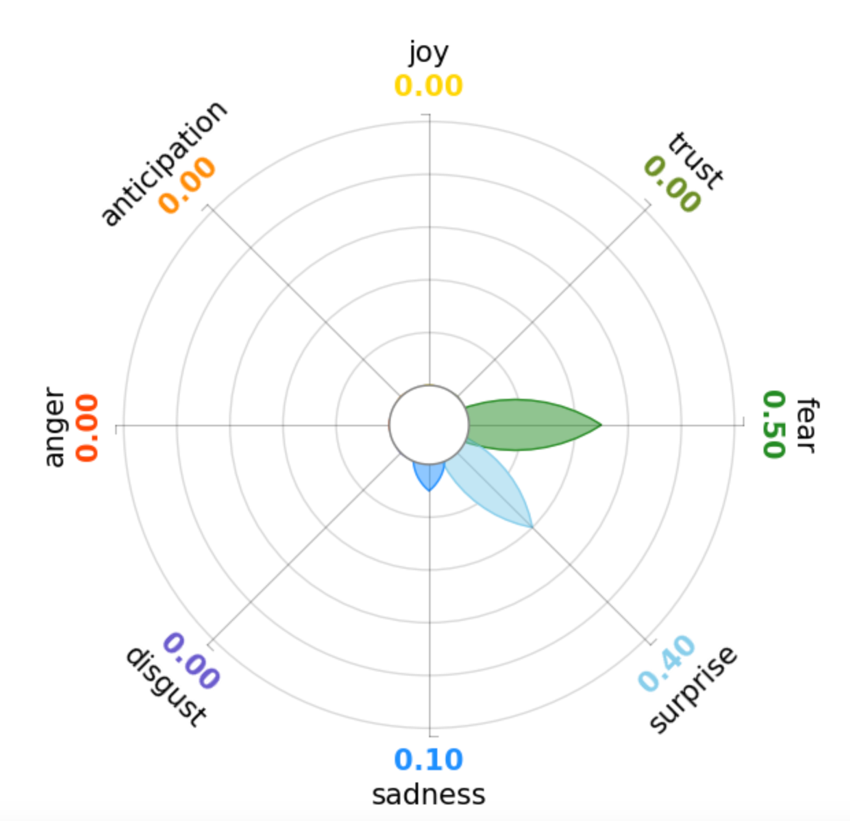 joy
0.00
trust
0.00
fear
0.50
surprise
0.40
sadness
0.10
disgust
0.00
anger
0.00
anticipation
0.00